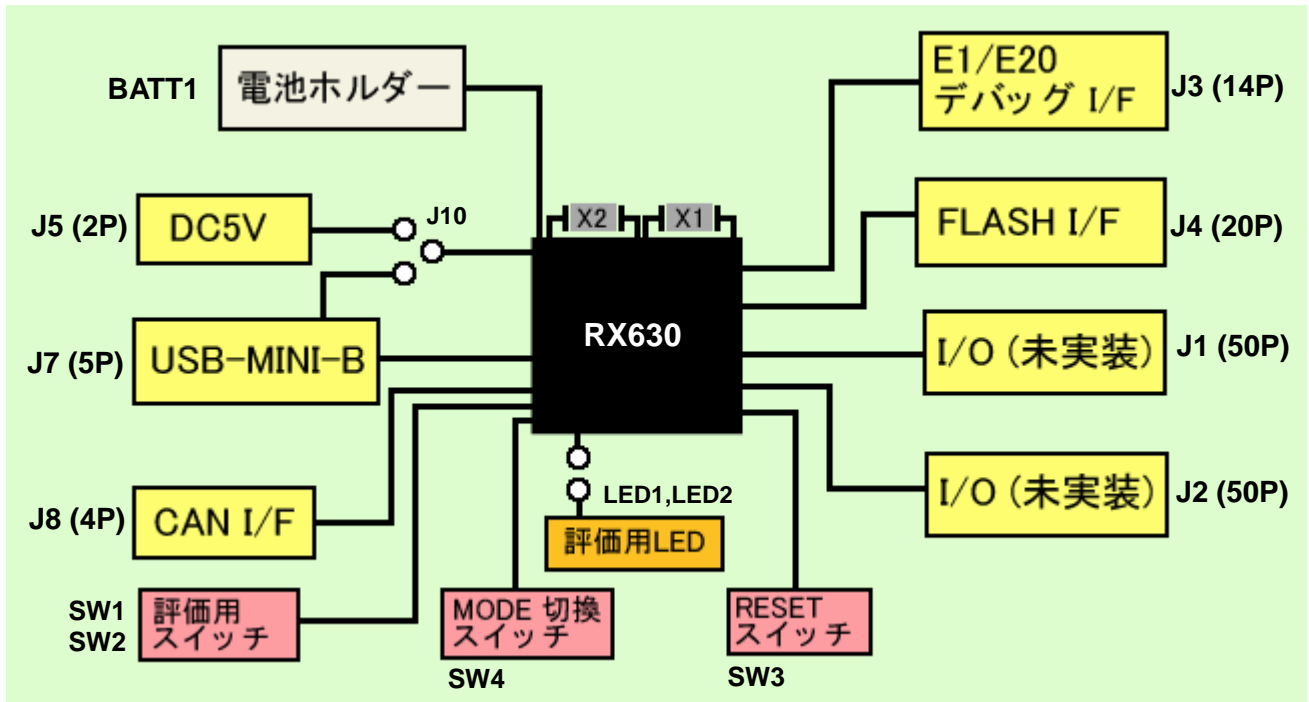 BATT1
電池ホルダー
E1/E20
デバッグ I/F
J3 (14P)
J5 (2P)
DC5V
J10
X2
X1
FLASH I/F
J4 (20P)
RX630
J7 (5P)
USB-MINI-B
I/O (未実装)
J1 (50P)
J8 (4P)
CAN I/F
LED1,LED2
評価用LED
I/O (未実装)
J2 (50P)
SW1
SW2
評価用
スイッチ
MODE 切換
スイッチ
SW4
RESET
スイッチ
SW3